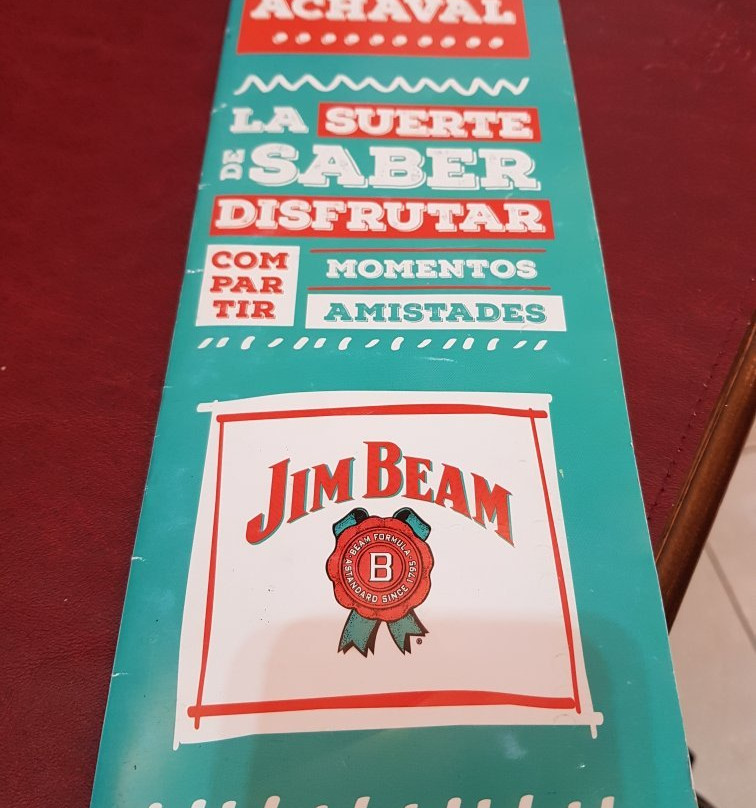 ACHAVAL
LA SUERTE
DE SABER
DISFRUTAR
COM
PAR
TIR
MOMENTOS
AMISTADES
JIM BEAM
BEAM FORMULA
B
A STANDARD SINCE 1795
®